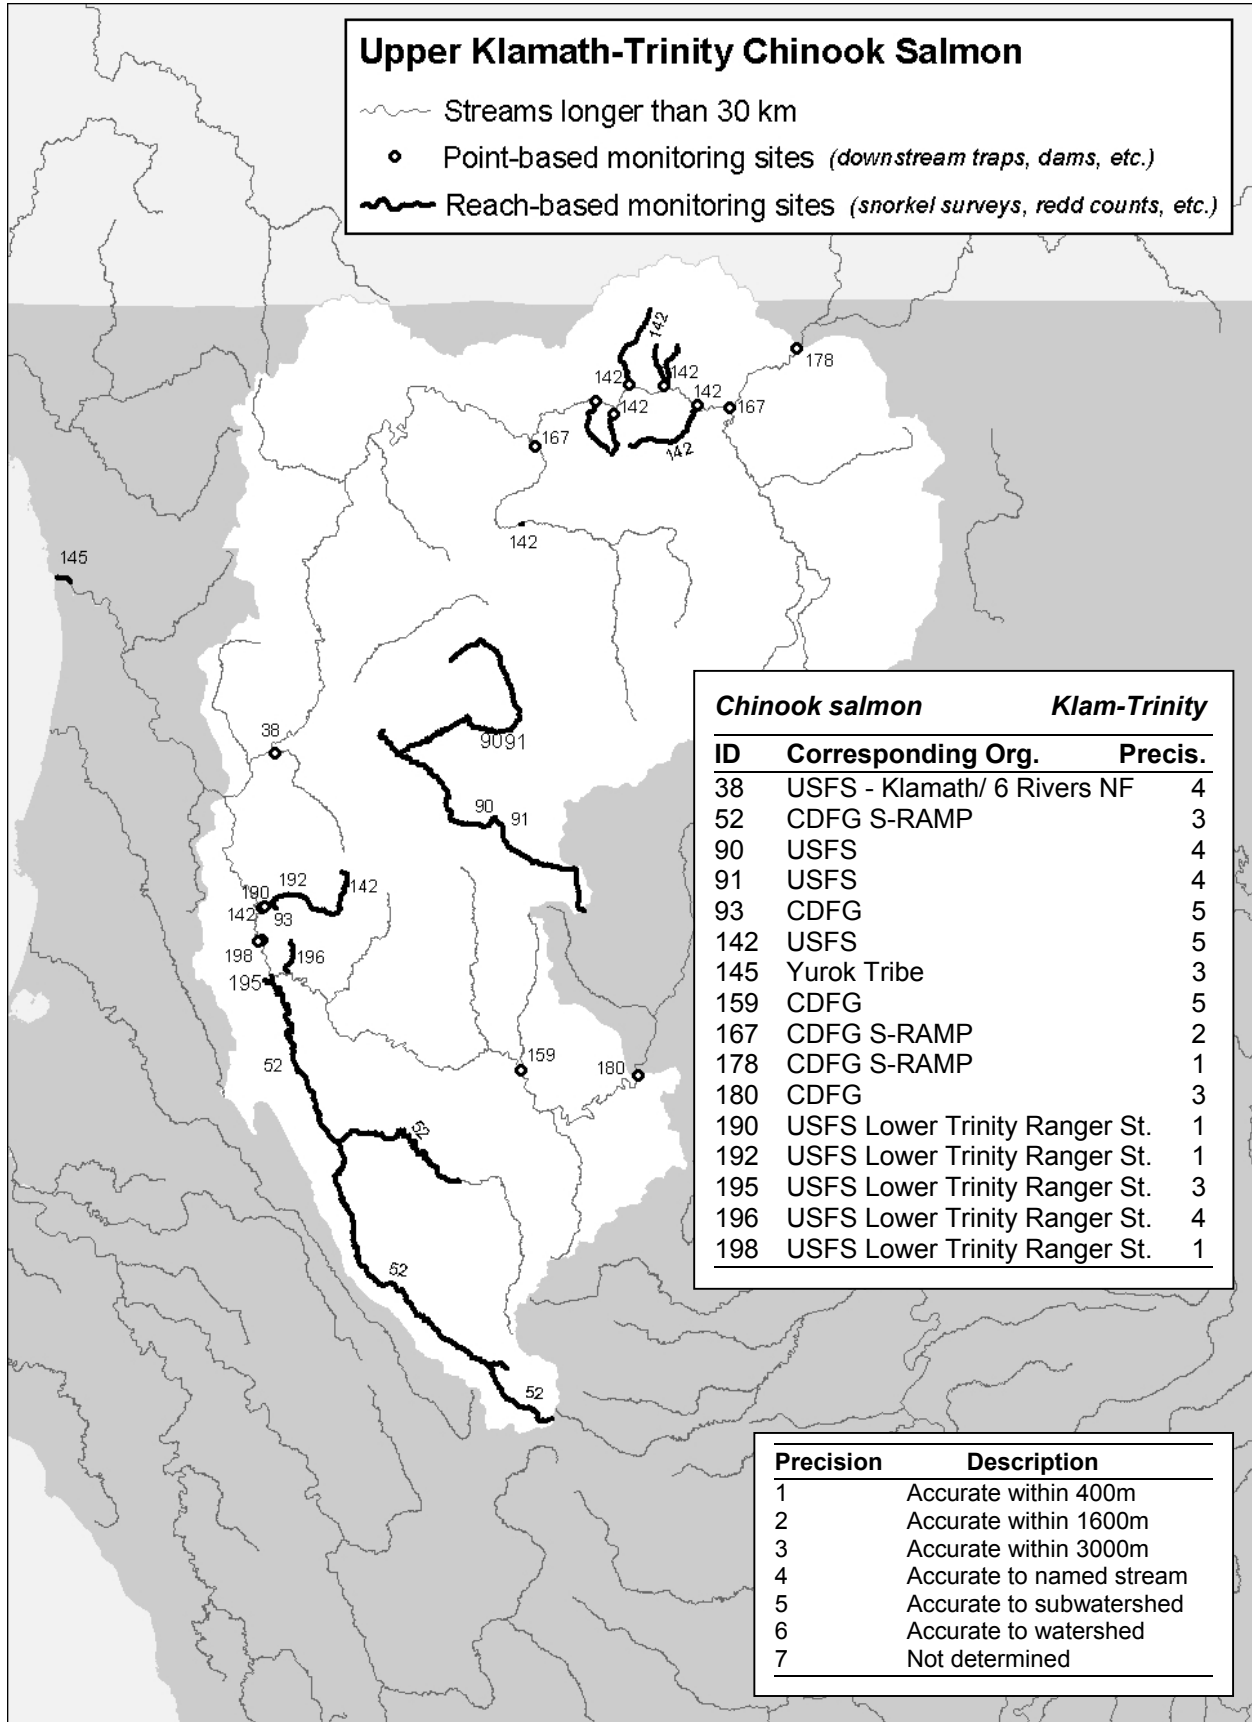 Upper Klamath-Trinity Chinook Salmon
Streams longer than 30 km
Point-based monitoring sites (downstream traps, dams, etc.)
Reach-based monitoring sites (snorkel surveys, redd counts, etc.)
142
178
142
142
142
142
167
167
142
142
145
38
9091
90
91
192
142
190
142
93
198
196
195
52
159
180
52
52
52
Chinook salmon Klam-Trinity
ID Corresponding Org. Precis.
38 USFS - Klamath/ 6 Rivers NF 4
52 CDFG S-RAMP 3
90 USFS 4
91 USFS 4
93 CDFG 5
142 USFS 5
145 Yurok Tribe 3
159 CDFG 5
167 CDFG S-RAMP 2
178 CDFG S-RAMP 1
180 CDFG 3
190 USFS Lower Trinity Ranger St. 1
192 USFS Lower Trinity Ranger St. 1
195 USFS Lower Trinity Ranger St. 3
196 USFS Lower Trinity Ranger St. 4
198 USFS Lower Trinity Ranger St. 1
Precision Description
1 Accurate within 400m
2 Accurate within 1600m
3 Accurate within 3000m
4 Accurate to named stream
5 Accurate to subwatershed
6 Accurate to watershed
7 Not determined